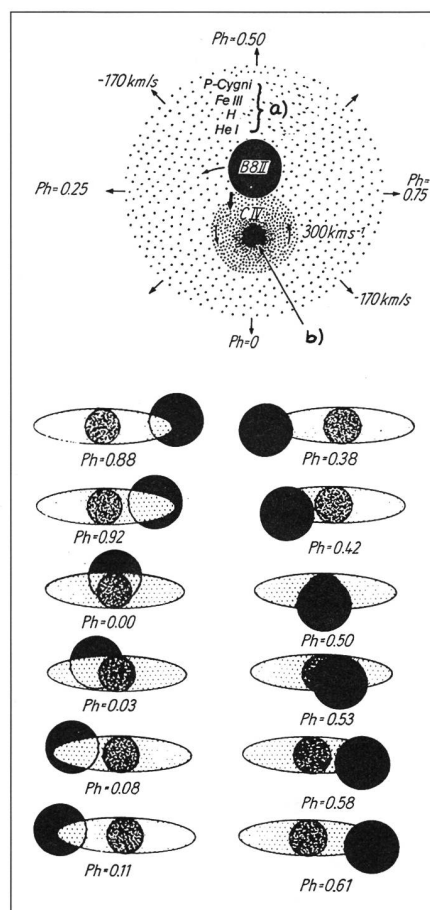 Ph=0.50
-170 km/s
P-Cygni
Fe III
H
He I
a)
B8II
Ph=0.25
Ph=
0.75
C IV
300 km s⁻¹
-170 km/s
b)
Ph=0
Ph=0.88
Ph=0.38
Ph=0.92
Ph=0.42
Ph=0.00
Ph=0.50
Ph=0.03
Ph=0.53
Ph=0.08
Ph=0.58
Ph=0.11
Ph=0.61